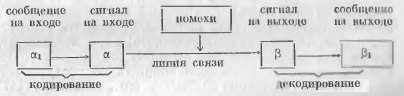 сообщение на входе
сигнал на входе
помехи
сигнал на выходе
сообщение на выходе
α₁
α
линия связи
β
β₁
кодирование
декодирование